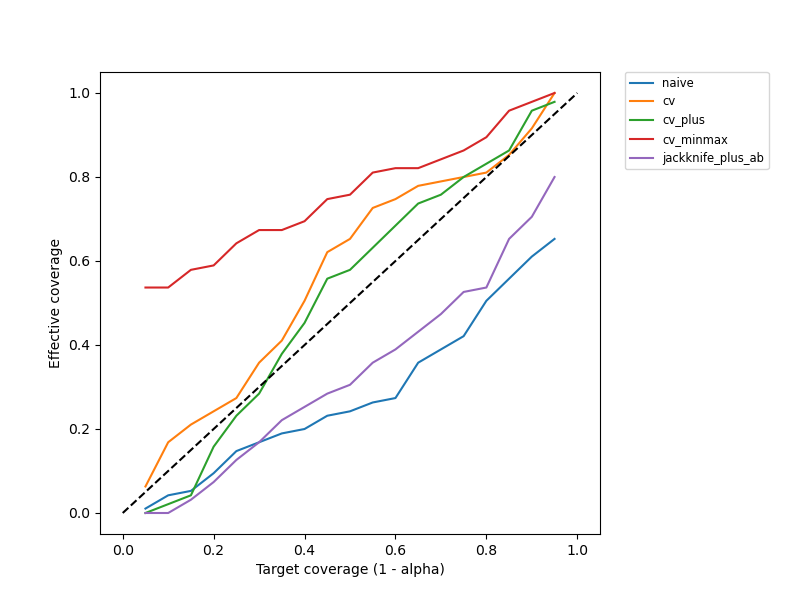 naive
cv
cv_plus
cv_minmax
jackknife_plus_ab
1.0
0.8
0.6
0.4
0.2
0.0
Effective coverage
0.0 0.2 0.4 0.6 0.8 1.0
Target coverage (1 - alpha)